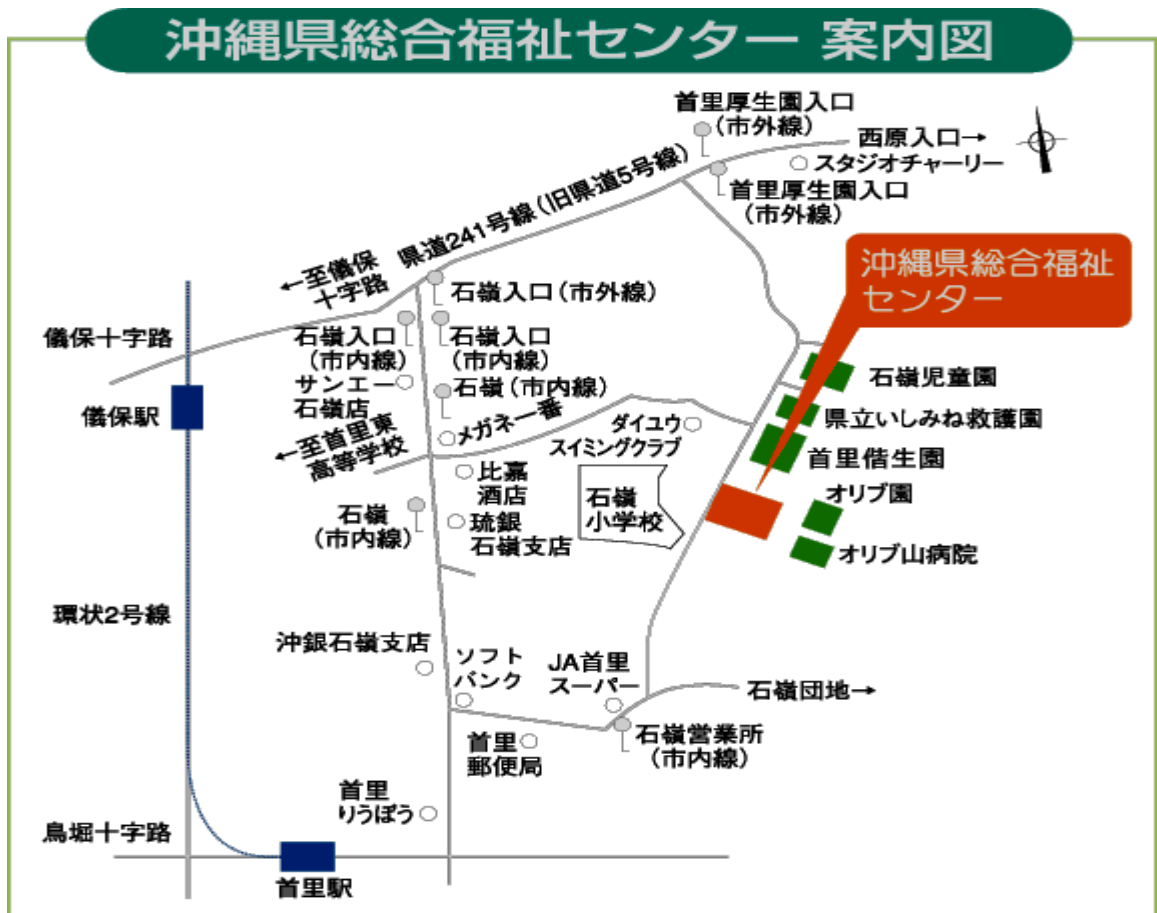 沖縄県総合福祉センター 案内図
首里厚生園入口
(市外線)
西原入口→
スタジオチャーリー
首里厚生園入口
(市外線)
県道241号線(旧県道5号線)
←至儀保
十字路
沖縄県総合福祉
センター
石嶺入口(市外線)
儀保十字路
石嶺入口
(市内線)
石嶺入口
(市内線)
石嶺児童園
サンエー
石嶺店
石嶺(市内線)
儀保駅
県立いしみね救護園
メガネ一番
ダイユウ
スイミングクラブ
←至首里東
高等学校
首里偕生園
比嘉
酒店
石嶺
小学校
オリブ園
石嶺
(市内線)
琉銀
石嶺支店
オリブ山病院
環状2号線
沖銀石嶺支店
ソフト
バンク
JA首里
スーパー
石嶺団地→
首里
郵便局
石嶺営業所
(市内線)
首里
りうぼう
鳥堀十字路
首里駅